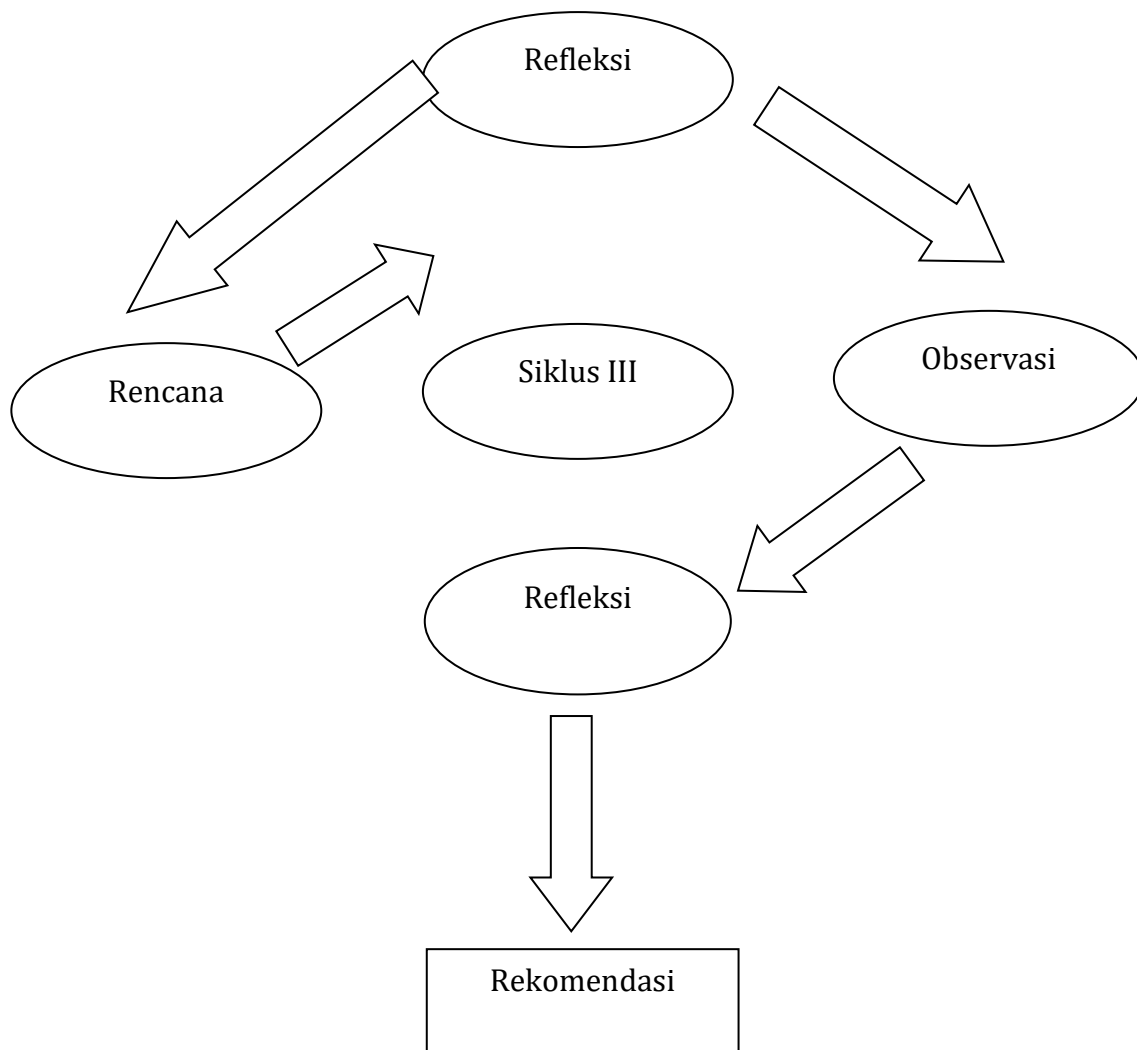 Refleksi
Rencana
Siklus III
Observasi
Refleksi
Rekomendasi